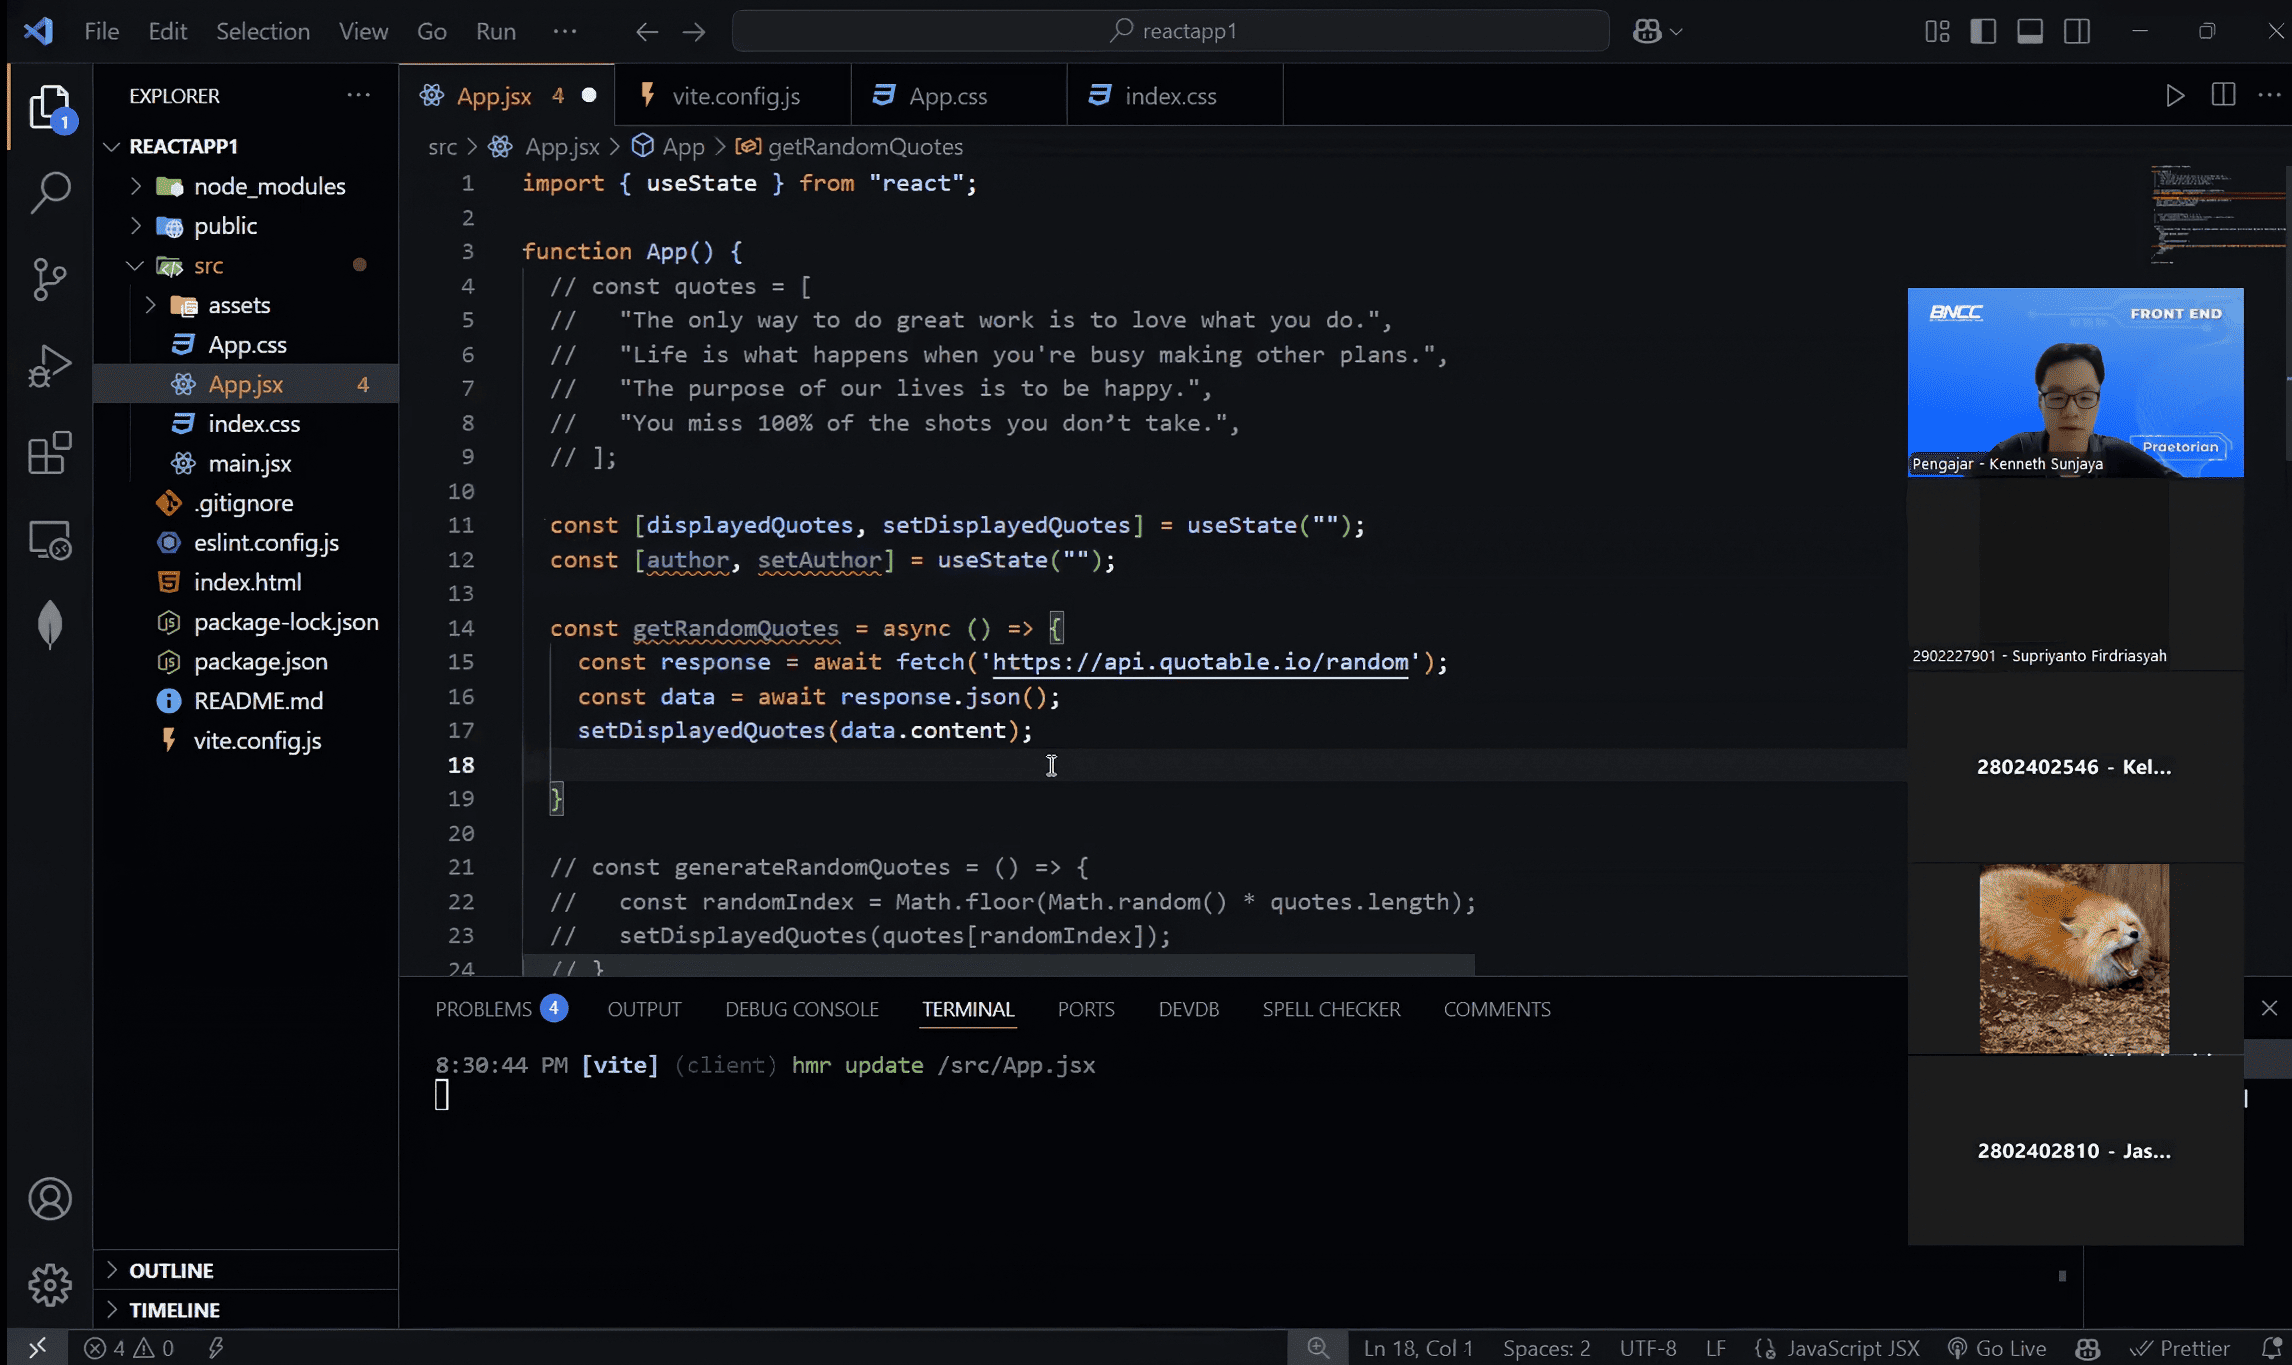 File Edit Selection View Go Run ···
reactapp1
EXPLORER ···
REACTAPP1
node_modules
public
src
assets
App.css
App.jsx 4
index.css
main.jsx
.gitignore
eslint.config.js
index.html
package-lock.json
package.json
README.md
vite.config.js
OUTLINE
TIMELINE
App.jsx 4 vite.config.js App.css index.css
src > App.jsx > App > getRandomQuotes
1 import { useState } from "react";
2
3 function App() {
4 // const quotes = [
5 // "The only way to do great work is to love what you do.",
6 // "Life is what happens when you're busy making other plans.",
7 // "The purpose of our lives is to be happy.",
8 // "You miss 100% of the shots you don’t take.",
9 // ];
10
11 const [displayedQuotes, setDisplayedQuotes] = useState("");
12 const [author, setAuthor] = useState("");
13
14 const getRandomQuotes = async () => {
15 const response = await fetch('https://api.quotable.io/random');
16 const data = await response.json();
17 setDisplayedQuotes(data.content);
18
19 }
20
21 // const generateRandomQuotes = () => {
22 // const randomIndex = Math.floor(Math.random() * quotes.length);
23 // setDisplayedQuotes(quotes[randomIndex]);
24 // }
PROBLEMS 4 OUTPUT DEBUG CONSOLE TERMINAL PORTS DEVDB SPELL CHECKER COMMENTS
8:30:44 PM [vite] (client) hmr update /src/App.jsx
BNCC FRONT END
Praetorian
Pengajar - Kenneth Sunjaya
2902227901 - Supriyanto Firdriasyah
2802402546 - Kel...
2802402810 - Jas...
1
4 0
Ln 18, Col 1 Spaces: 2 UTF-8 LF JavaScript JSX Go Live Prettier